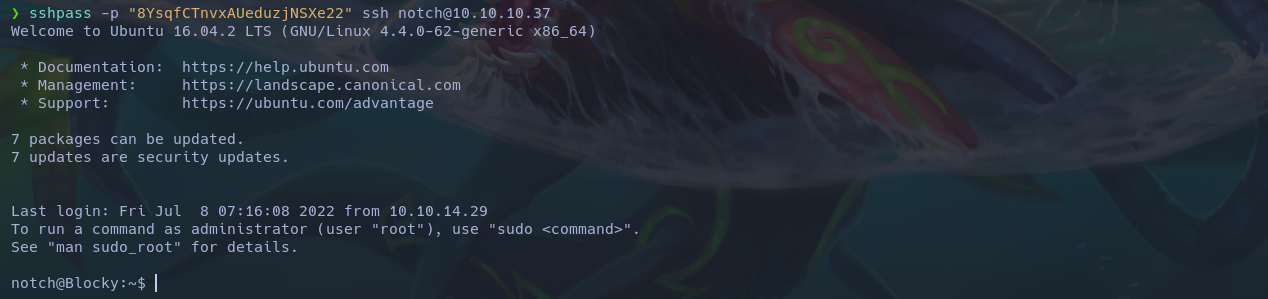 ❯ sshpass -p "8YsqfCTnvxAUeduzjNSXe22" ssh notch@10.10.10.37
Welcome to Ubuntu 16.04.2 LTS (GNU/Linux 4.4.0-62-generic x86_64)
* Documentation:  https://help.ubuntu.com
* Management:     https://landscape.canonical.com
* Support:        https://ubuntu.com/advantage
7 packages can be updated.
7 updates are security updates.
Last login: Fri Jul  8 07:16:08 2022 from 10.10.14.29
To run a command as administrator (user "root"), use "sudo <command>".
See "man sudo_root" for details.
notch@Blocky:~$